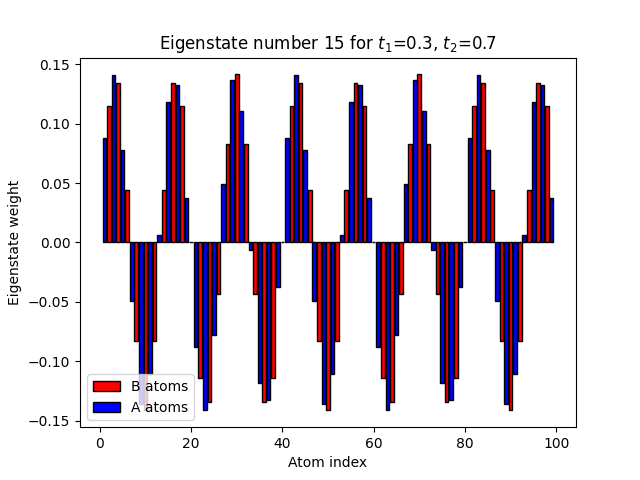 Eigenstate number 15 for t₁=0.3, t₂=0.7
Eigenstate weight
0.15
0.10
0.05
0.00
−0.05
−0.10
−0.15
B atoms
A atoms
0 20 40 60 80 100
Atom index